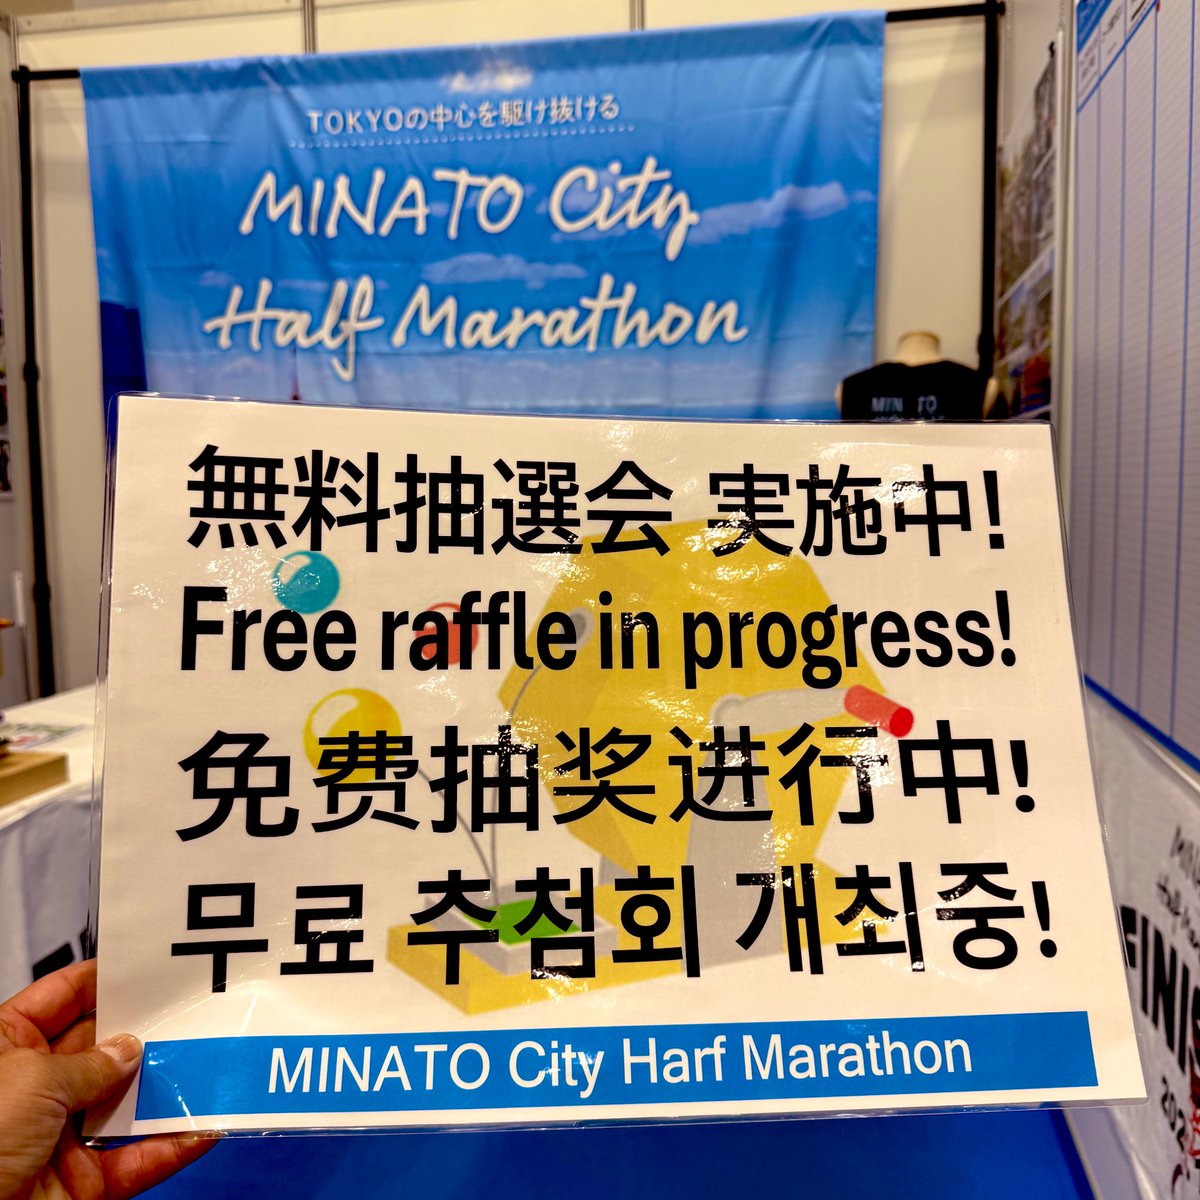 TOKYOの中心を駆け抜ける
MINATO City
Half Marathon
無料抽選会 実施中!
Free raffle in progress!
免费抽奖进行中!
무료 추첨회 개최중!
MINATO City Harf Marathon